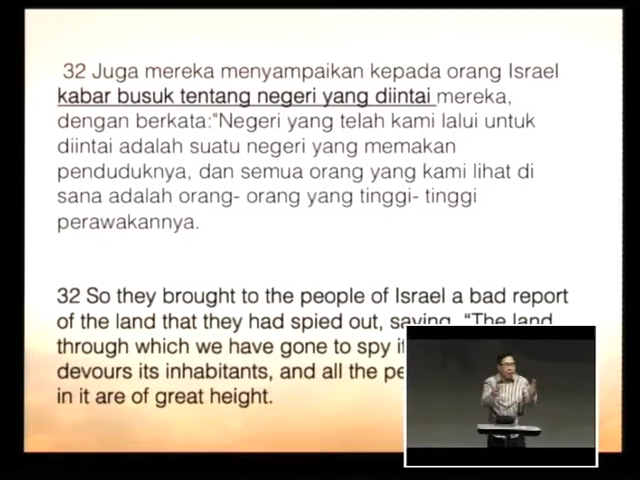 32 Juga mereka menyampaikan kepada orang Israel
kabar busuk tentang negeri yang diintai mereka,
dengan berkata:"Negeri yang telah kami lalui untuk
diintai adalah suatu negeri yang memakan
penduduknya, dan semua orang yang kami lihat di
sana adalah orang- orang yang tinggi- tinggi
perawakannya.
32 So they brought to the people of Israel a bad report
of the land that they had spied out, saying, “The land
through which we have gone to spy
devours its inhabitants, and all the
in it are of great height.